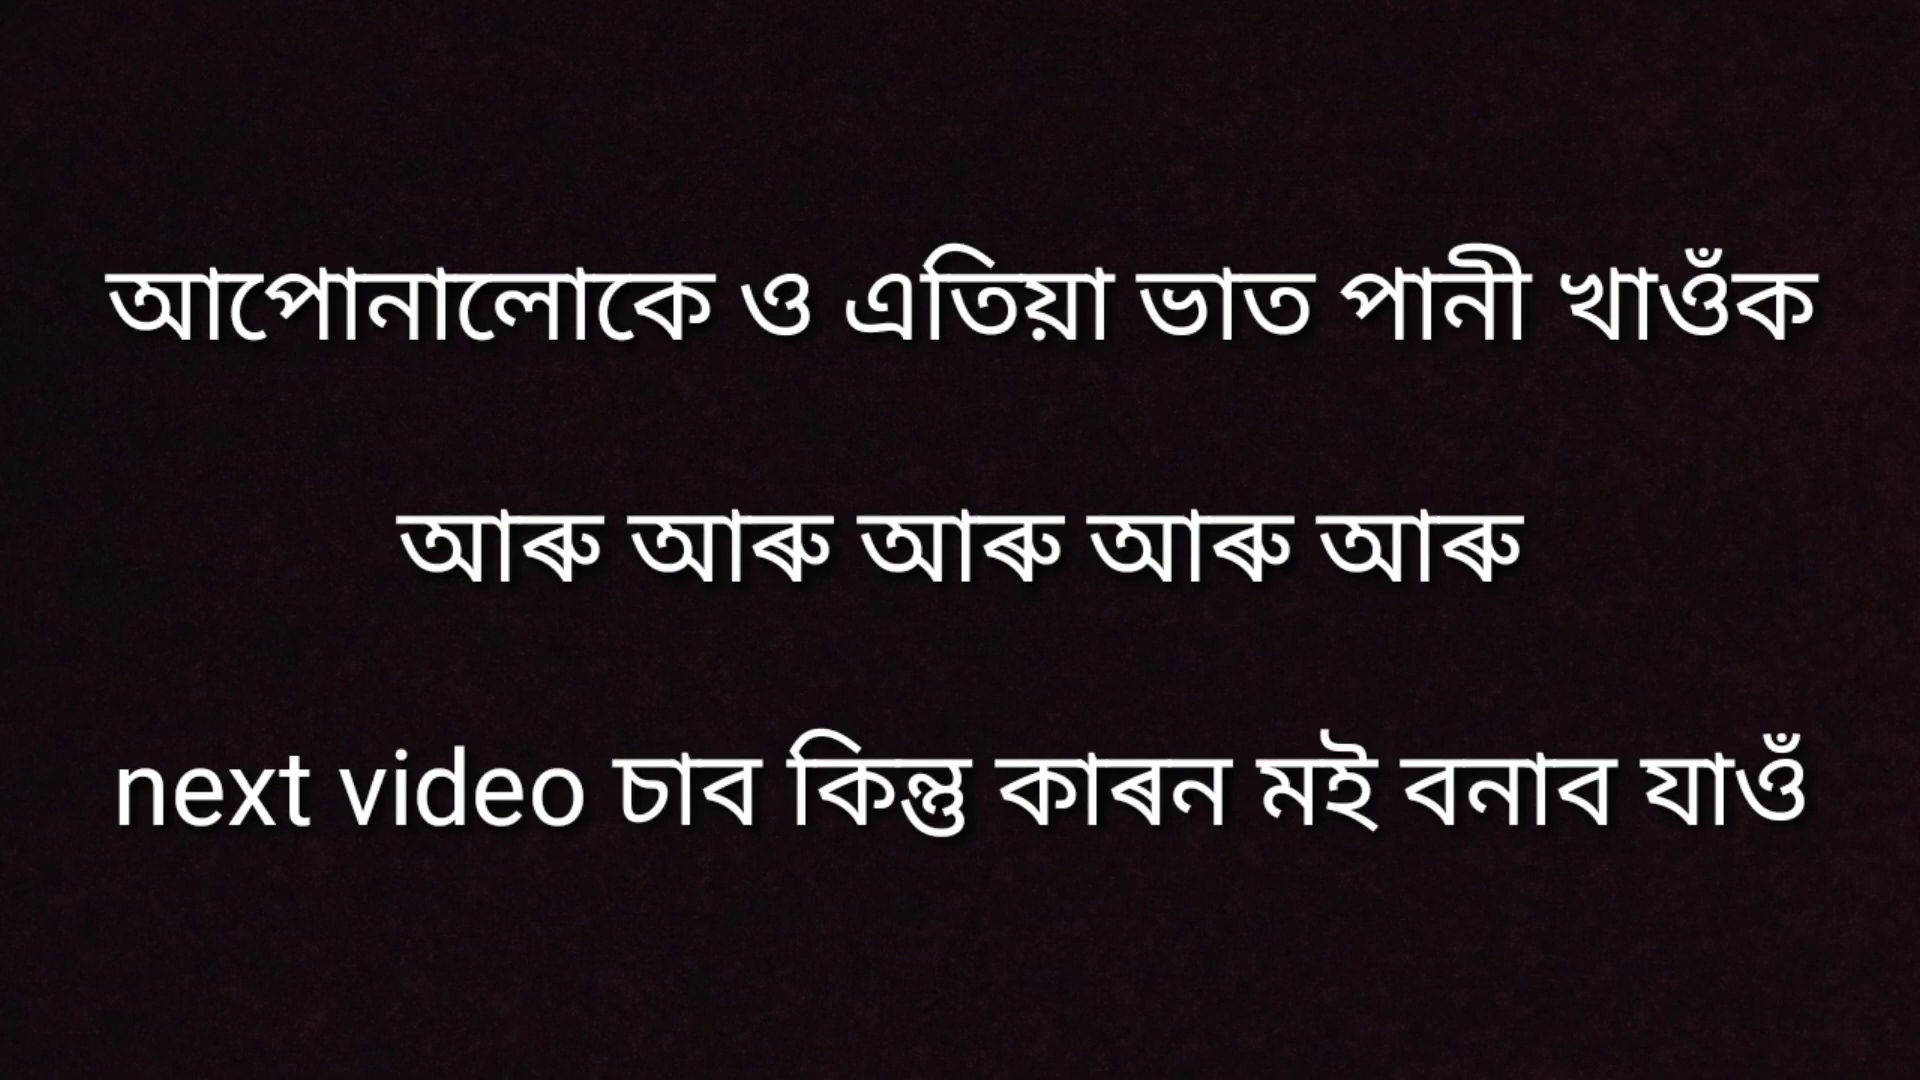 আপোনালোকে ও এতিয়া ভাত পানী খাওঁক
আৰু আৰু আৰু আৰু আৰু
next video চাব কিন্তু কাৰন মই বনাব যাওঁ